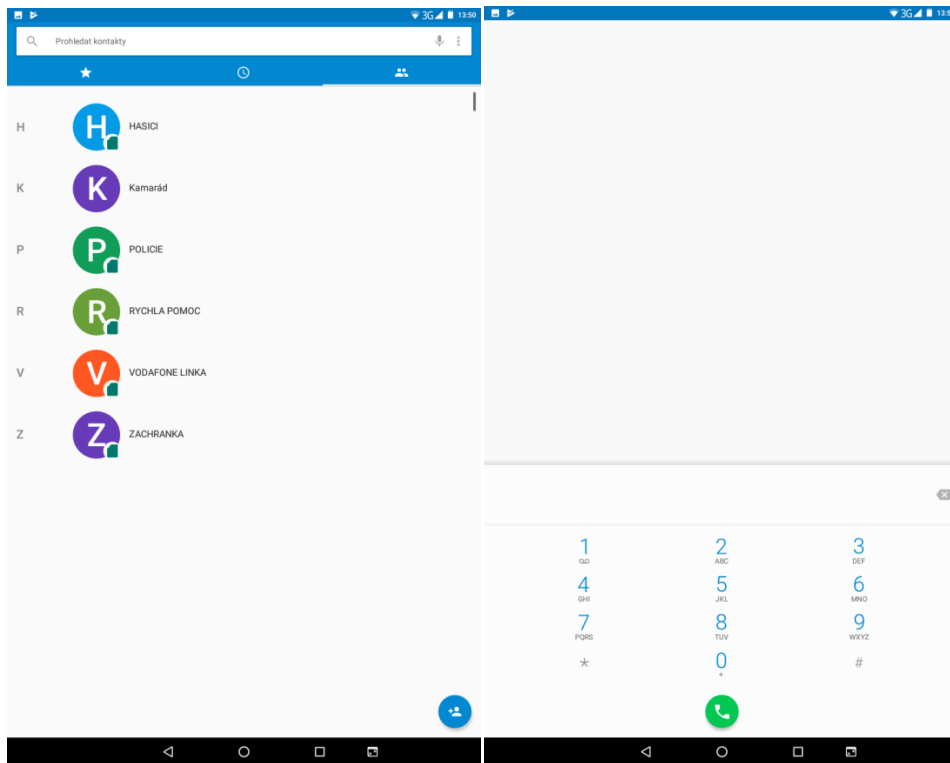 3G 13:50
Prohledat kontakty
H H HASICI
K K Kamarád
P P POLICIE
R R RYCHLA POMOC
V V VODAFONE LINKA
Z Z ZACHRANKA
3G
1 2 3
ABC DEF
4 5 6
GHI JKL MNO
7 8 9
PQRS TUV WXYZ
* 0 #
+